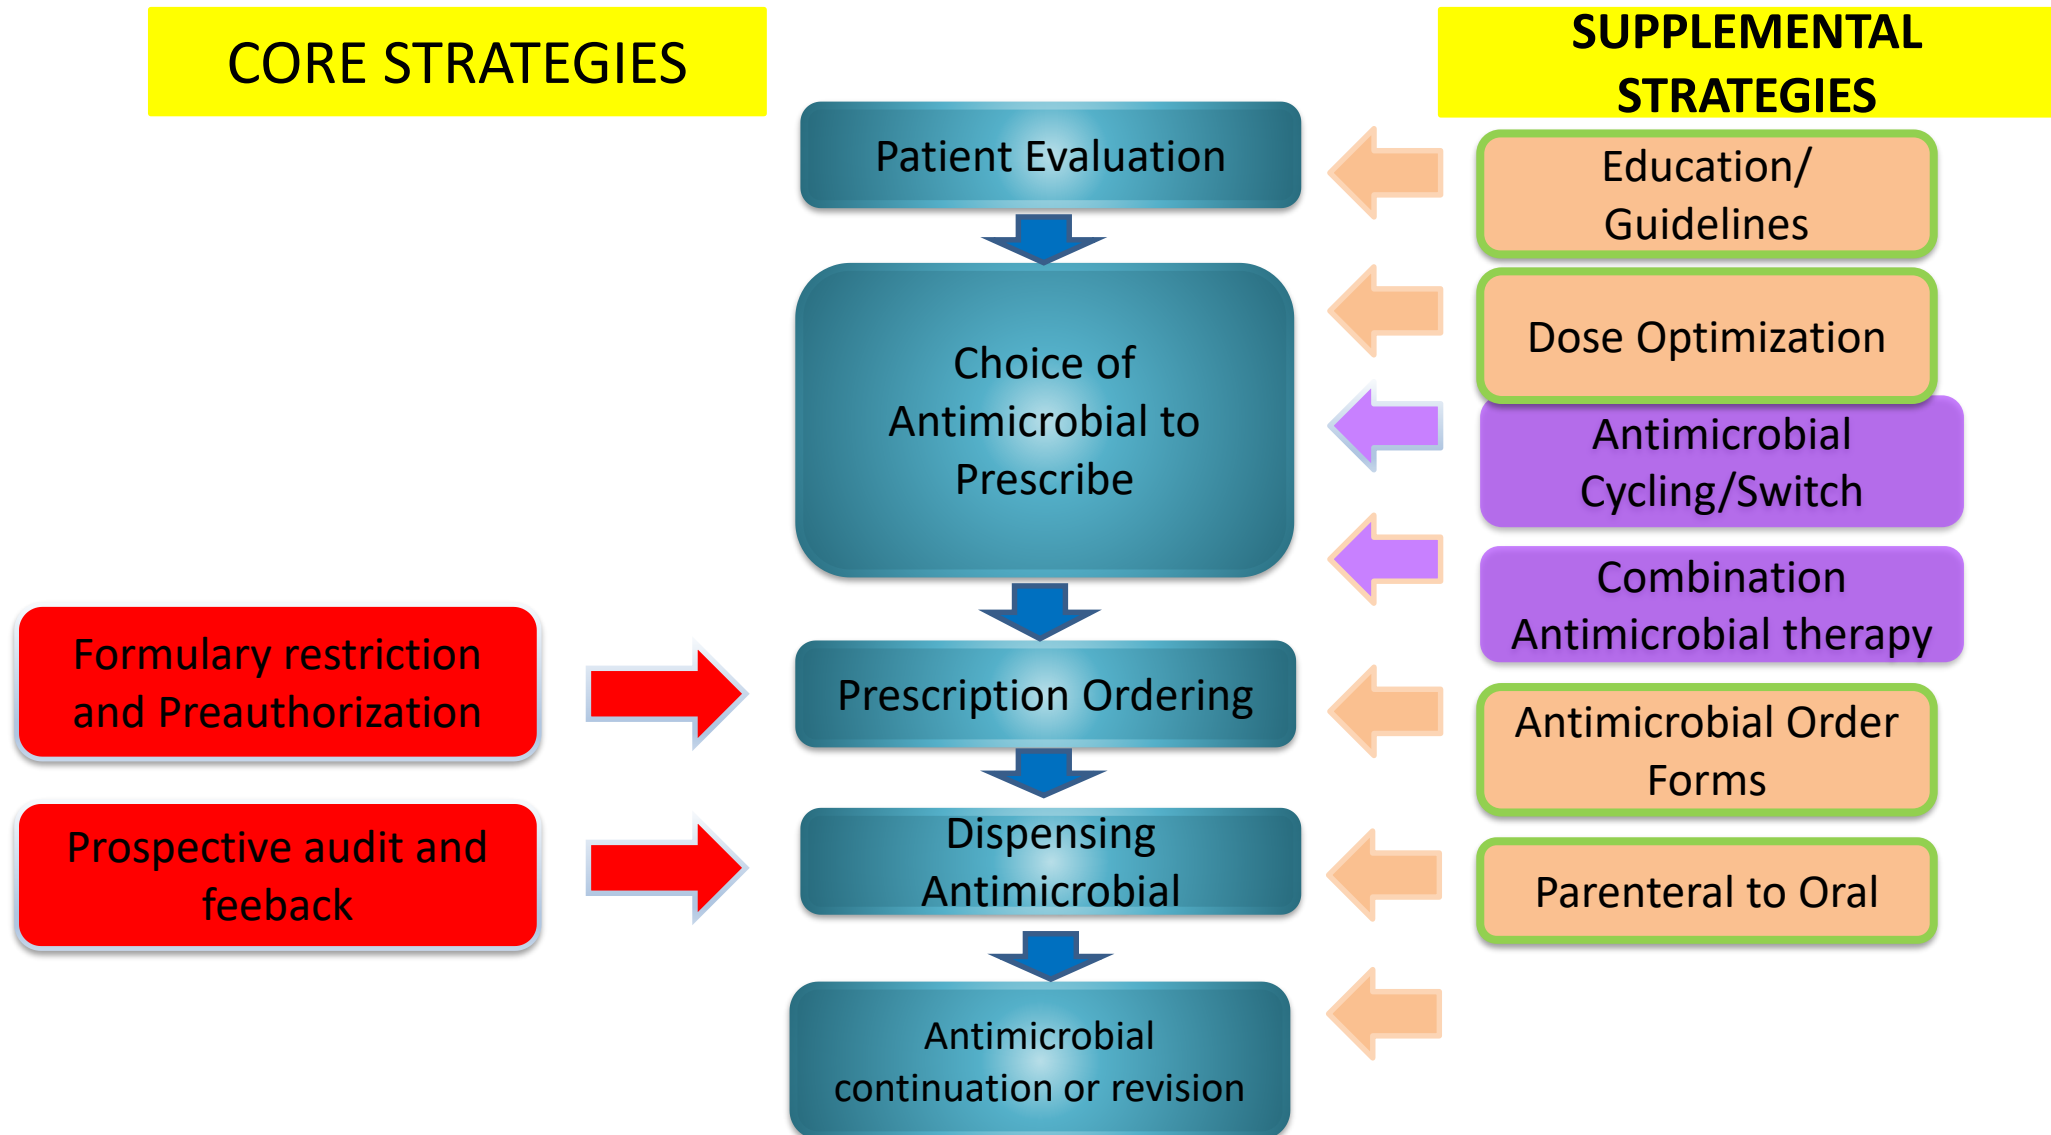 CORE STRATEGIES
SUPPLEMENTAL
STRATEGIES
Patient Evaluation
Education/
Guidelines
Choice of
Antimicrobial to
Prescribe
Dose Optimization
Antimicrobial
Cycling/Switch
Combination
Antimicrobial therapy
Formulary restriction
and Preauthorization
Prescription Ordering
Antimicrobial Order
Forms
Prospective audit and
feeback
Dispensing
Antimicrobial
Parenteral to Oral
Antimicrobial
continuation or revision